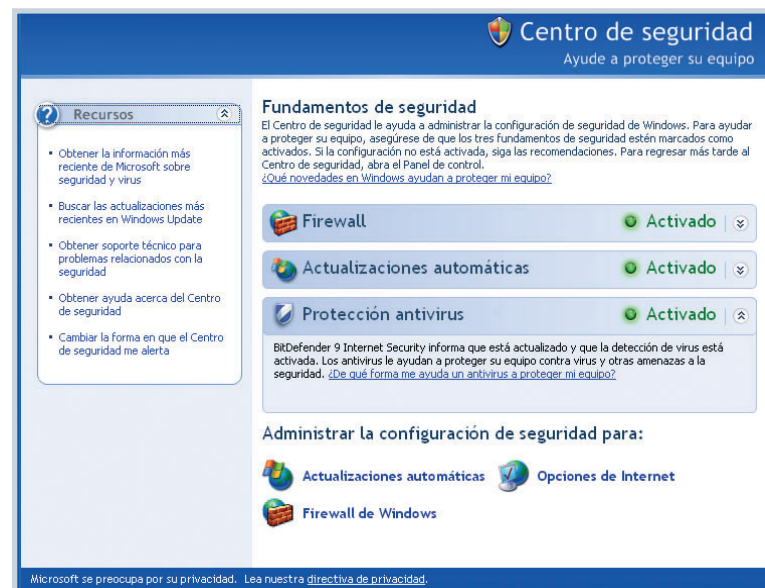 Centro de seguridad
Ayude a proteger su equipo
Recursos
Obtener la información más
reciente de Microsoft sobre
seguridad y virus
Buscar las actualizaciones más
recientes en Windows Update
Obtener soporte técnico para
problemas relacionados con la
seguridad
Obtener ayuda acerca del Centro
de seguridad
Cambiar la forma en que el Centro
de seguridad me alerta
Fundamentos de seguridad
El Centro de seguridad le ayuda a administrar la configuración de seguridad de Windows. Para ayudar
a proteger su equipo, asegúrese de que los tres fundamentos de seguridad estén marcados como
activados. Si la configuración no está activada, siga las recomendaciones. Para regresar más tarde al
Centro de seguridad, abra el Panel de control.
¿Qué novedades en Windows ayudan a proteger mi equipo?
Firewall Activado
Actualizaciones automáticas Activado
Protección antivirus Activado
BitDefender 9 Internet Security informa que está actualizado y que la detección de virus está
activada. Los antivirus le ayudan a proteger su equipo contra virus y otras amenazas a la
seguridad. ¿De qué forma me ayuda un antivirus a proteger mi equipo?
Administrar la configuración de seguridad para:
Actualizaciones automáticas Opciones de Internet
Firewall de Windows
Microsoft se preocupa por su privacidad. Lea nuestra directiva de privacidad.